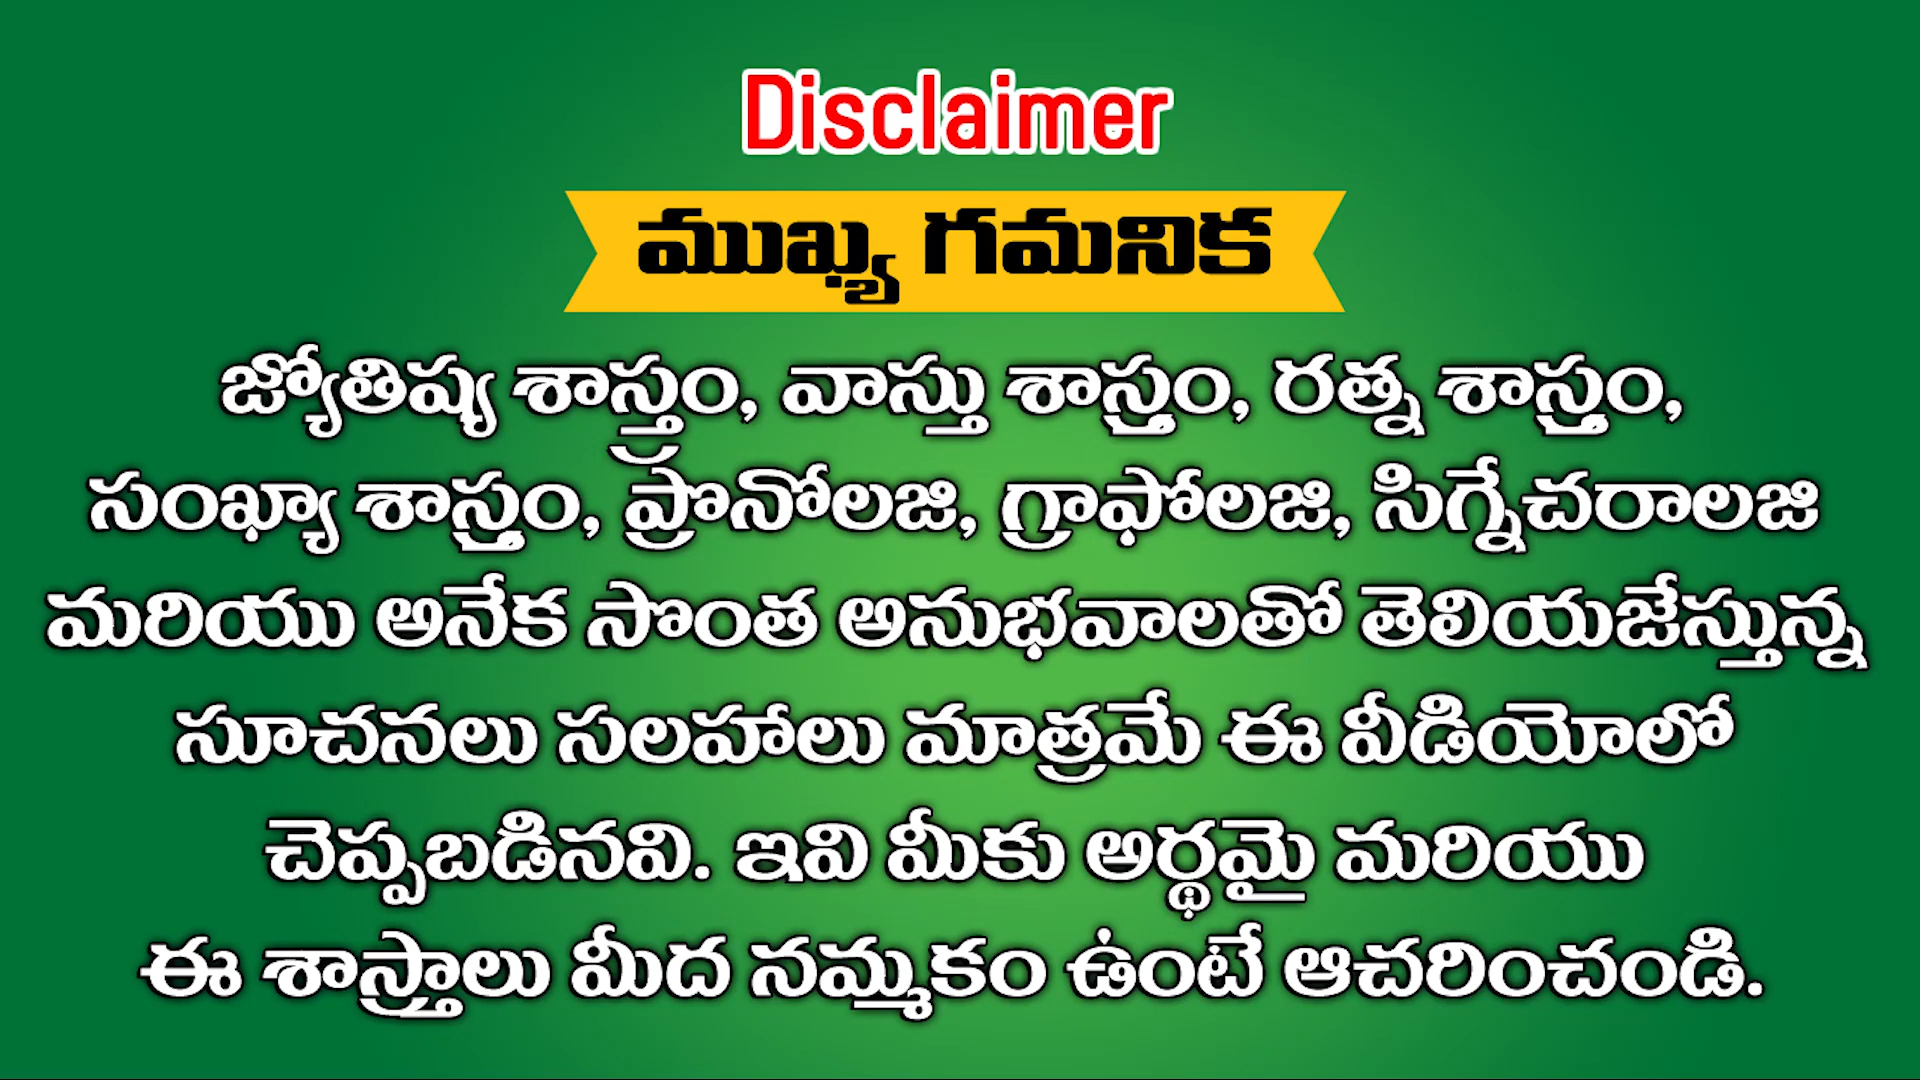 Disclaimer
ముఖ్య గమనిక
జ్యోతిష్య శాస్త్రం, వాస్తు శాస్త్రం, రత్న శాస్త్రం,
సంఖ్యా శాస్త్రం, ప్రొనోలజి, గ్రాఫోలజి, సిగ్నేచరాలజి
మరియు అనేక సొంత అనుభవాలతో తెలియజేస్తున్న
సూచనలు సలహాలు మాత్రమే ఈ వీడియోలో
చెప్పబడినవి. ఇవి మీకు అర్థమై మరియు
ఈ శాస్త్రాలు మీద నమ్మకం ఉంటే ఆచరించండి.